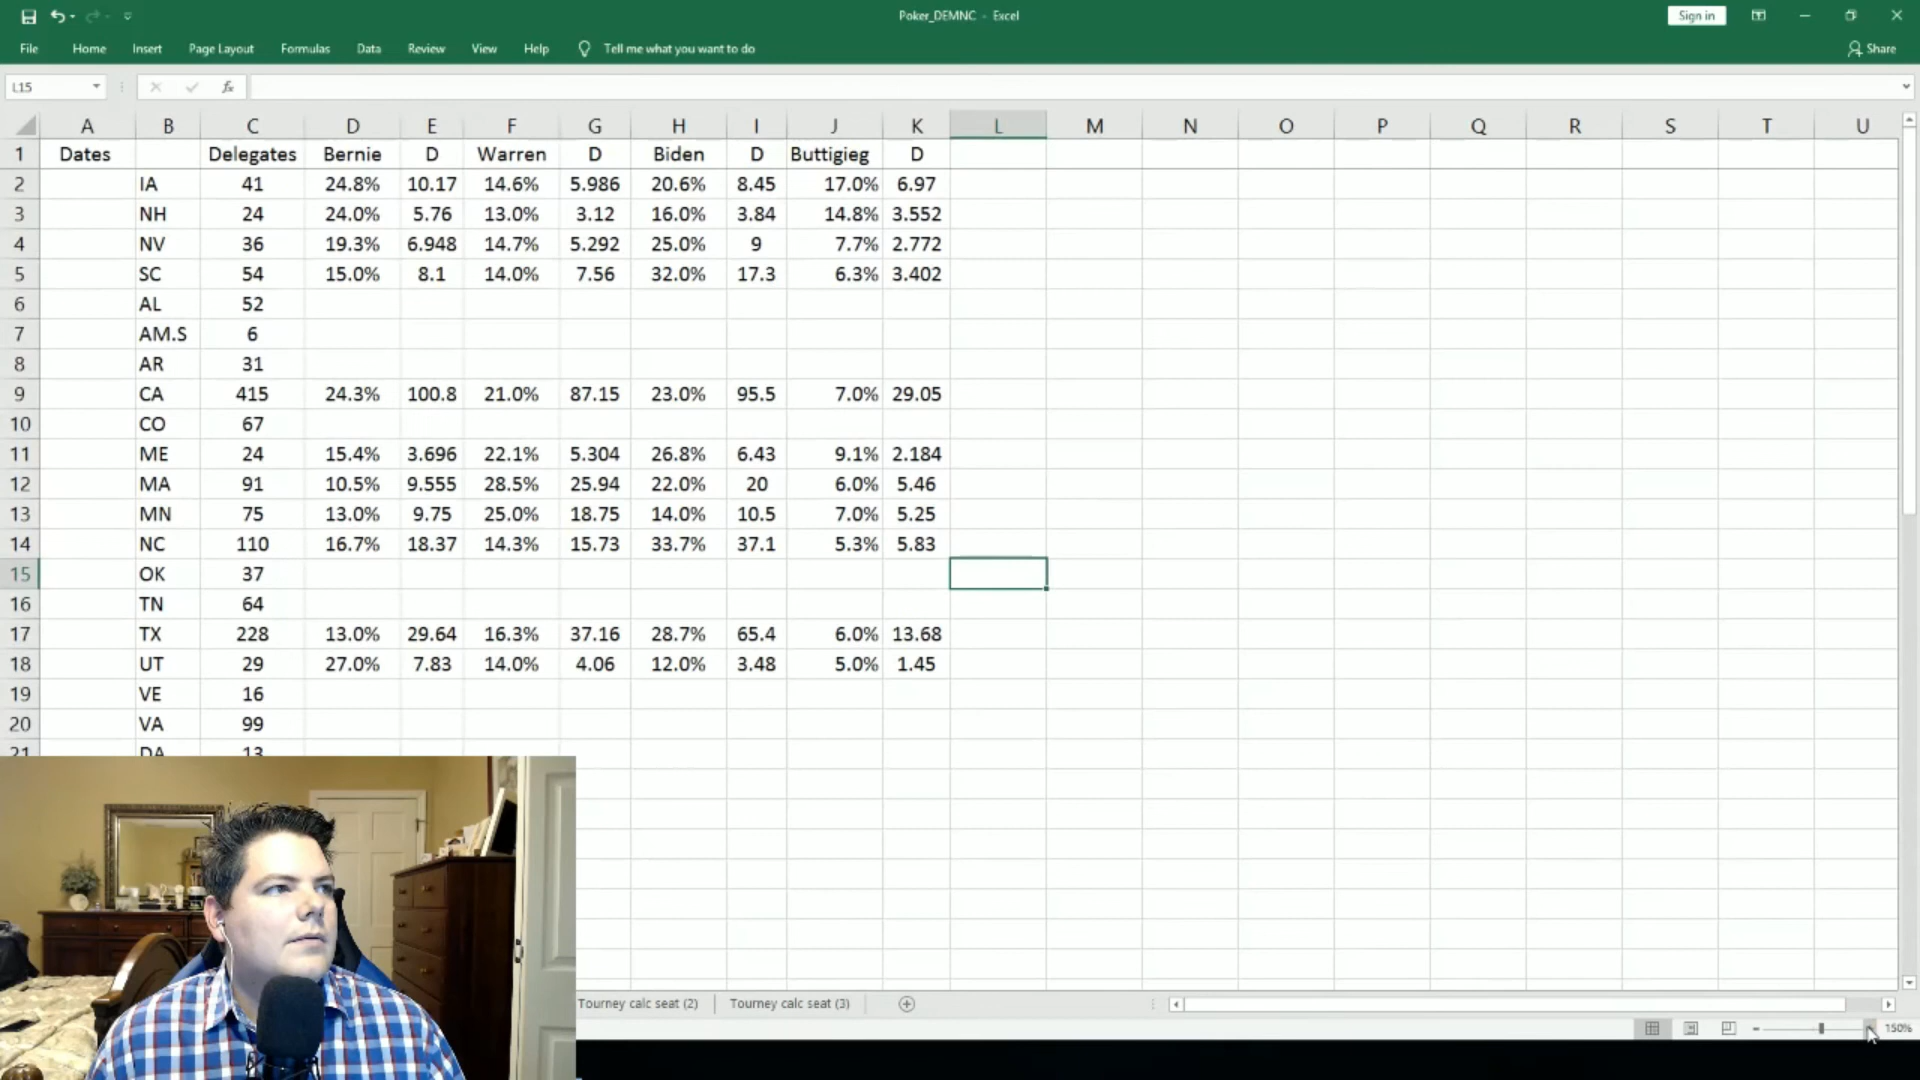 Poker_DEMNC - Excel
Sign in
File Home Insert Page Layout Formulas Data Review View Help Tell me what you want to do Share
L15 fx
A B C D E F G H I J K L M N O P Q R S T U
1 Dates Delegates Bernie D Warren D Biden D Buttigieg D
2 IA 41 24.8% 10.17 14.6% 5.986 20.6% 8.45 17.0% 6.97
3 NH 24 24.0% 5.76 13.0% 3.12 16.0% 3.84 14.8% 3.552
4 NV 36 19.3% 6.948 14.7% 5.292 25.0% 9 7.7% 2.772
5 SC 54 15.0% 8.1 14.0% 7.56 32.0% 17.3 6.3% 3.402
6 AL 52
7 AM.S 6
8 AR 31
9 CA 415 24.3% 100.8 21.0% 87.15 23.0% 95.5 7.0% 29.05
10 CO 67
11 ME 24 15.4% 3.696 22.1% 5.304 26.8% 6.43 9.1% 2.184
12 MA 91 10.5% 9.555 28.5% 25.94 22.0% 20 6.0% 5.46
13 MN 75 13.0% 9.75 25.0% 18.75 14.0% 10.5 7.0% 5.25
14 NC 110 16.7% 18.37 14.3% 15.73 33.7% 37.1 5.3% 5.83
15 OK 37
16 TN 64
17 TX 228 13.0% 29.64 16.3% 37.16 28.7% 65.4 6.0% 13.68
18 UT 29 27.0% 7.83 14.0% 4.06 12.0% 3.48 5.0% 1.45
19 VE 16
20 VA 99
21 DA 13
Tourney calc seat (2) Tourney calc seat (3)
150%